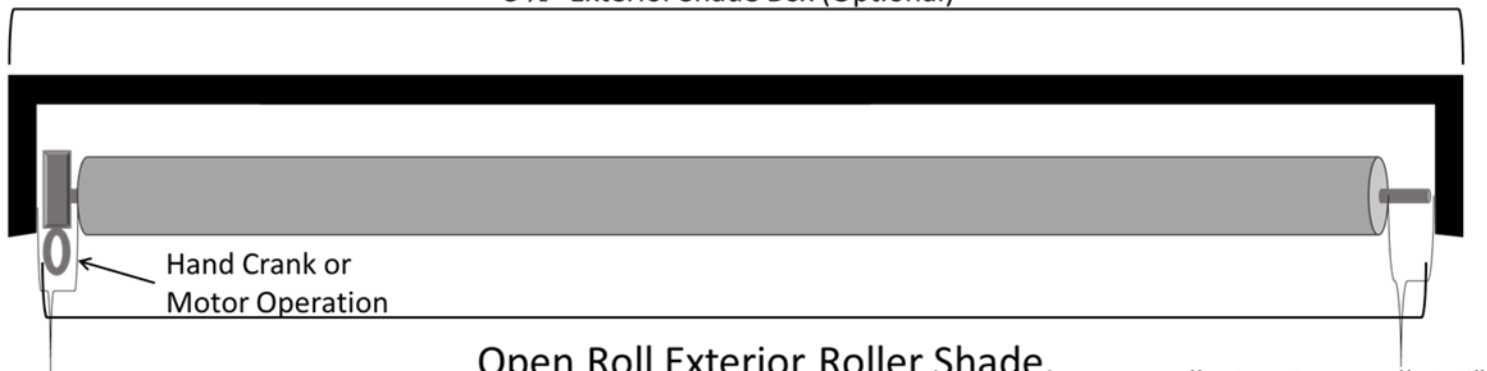 Exterior Shade Box (Optional)
Hand Crank or
Motor Operation
Open Roll Exterior Roller Shade